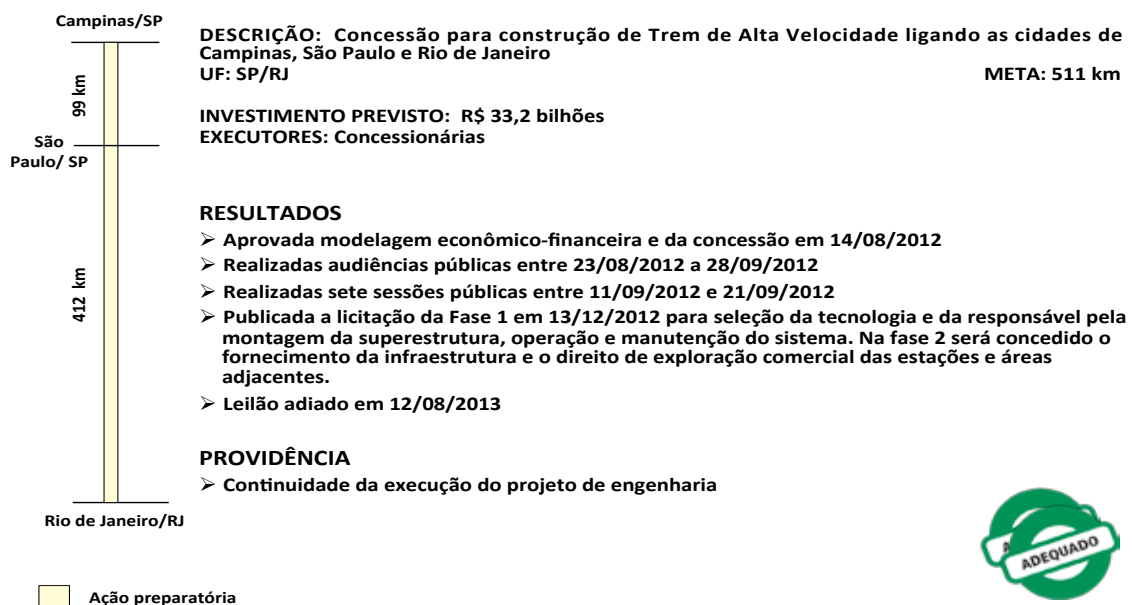 Campinas/SP
99 km
São
Paulo/ SP
412 km
Rio de Janeiro/RJ
Ação preparatória
DESCRIÇÃO: Concessão para construção de Trem de Alta Velocidade ligando as cidades de
Campinas, São Paulo e Rio de Janeiro
UF: SP/RJ META: 511 km
INVESTIMENTO PREVISTO: R$ 33,2 bilhões
EXECUTORES: Concessionárias
RESULTADOS
➢ Aprovada modelagem econômico-financeira e da concessão em 14/08/2012
➢ Realizadas audiências públicas entre 23/08/2012 a 28/09/2012
➢ Realizadas sete sessões públicas entre 11/09/2012 e 21/09/2012
➢ Publicada a licitação da Fase 1 em 13/12/2012 para seleção da tecnologia e da responsável pela
montagem da superestrutura, operação e manutenção do sistema. Na fase 2 será concedido o
fornecimento da infraestrutura e o direito de exploração comercial das estações e áreas
adjacentes.
➢ Leilão adiado em 12/08/2013
PROVIDÊNCIA
➢ Continuidade da execução do projeto de engenharia
ADEQUADO